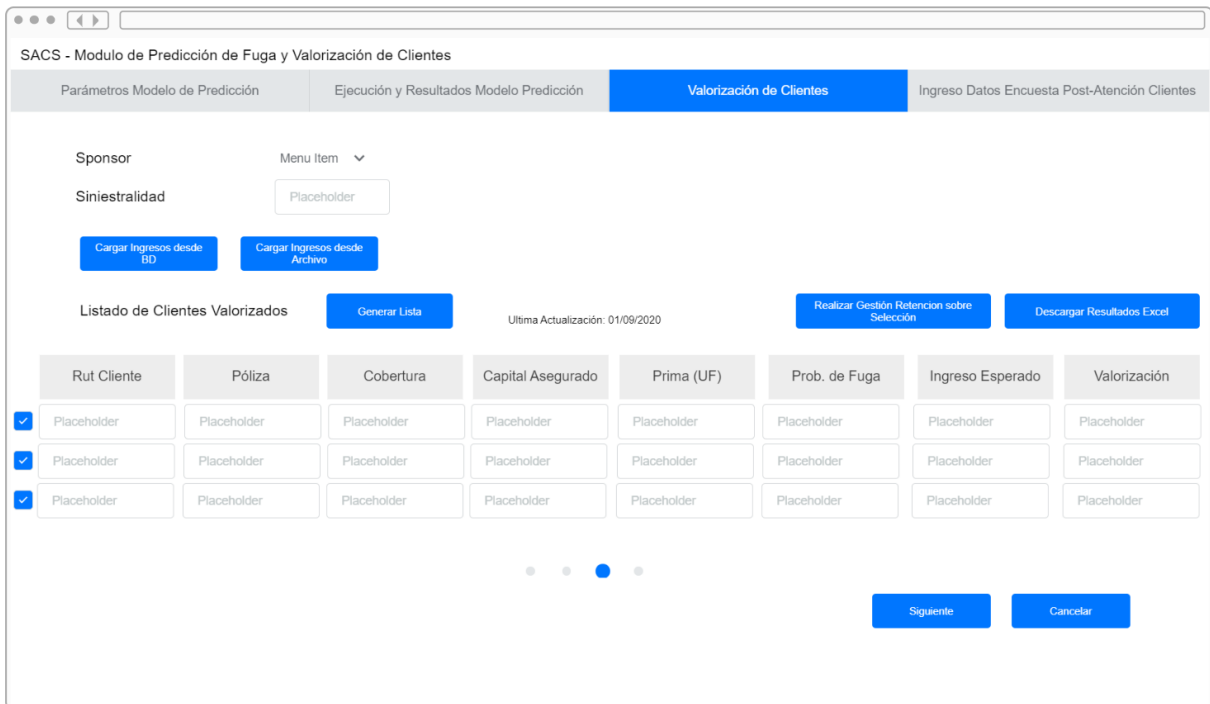 SACS - Modulo de Predicción de Fuga y Valorización de Clientes
Parámetros Modelo de Predicción Ejecución y Resultados Modelo Predicción Valorización de Clientes Ingreso Datos Encuesta Post-Atención Clientes
Sponsor Menu Item
Siniestralidad Placeholder
Cargar Ingresos desde BD Cargar Ingresos desde Archivo
Listado de Clientes Valorizados Generar Lista Ultima Actualización: 01/09/2020 Realizar Gestión Retencion sobre Selección Descargar Resultados Excel
Rut Cliente Póliza Cobertura Capital Asegurado Prima (UF) Prob. de Fuga Ingreso Esperado Valorización
Placeholder Placeholder Placeholder Placeholder Placeholder Placeholder Placeholder Placeholder
Placeholder Placeholder Placeholder Placeholder Placeholder Placeholder Placeholder Placeholder
Placeholder Placeholder Placeholder Placeholder Placeholder Placeholder Placeholder Placeholder
Siguiente Cancelar